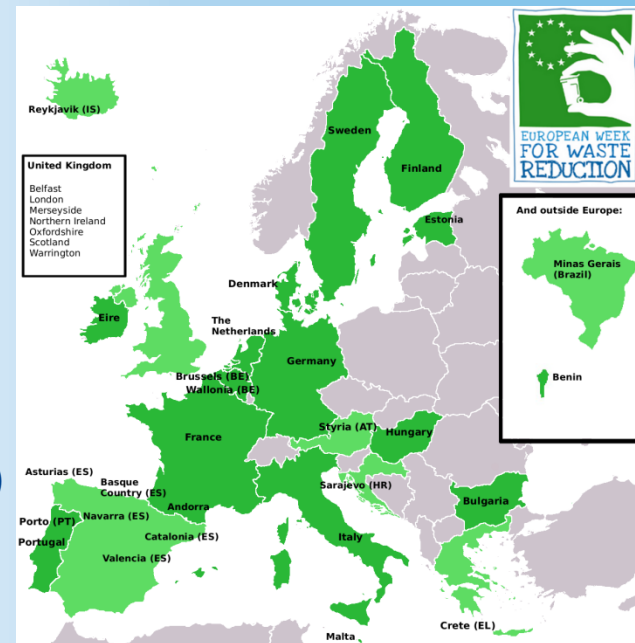 EUROPEAN WEEK
FOR WASTE
REDUCTION
Reykjavik (IS)
United Kingdom
Belfast
London
Merseyside
Northern Ireland
Oxfordshire
Scotland
Warrington
Sweden
Finland
Estonia
And outside Europe:
Minas Gerais
(Brazil)
Benin
Denmark
Eire
The
Netherlands
Germany
Brussels (BE)
Wallonia (BE)
France
Styria (AT)
Hungary
Asturias (ES)
Basque
Country (ES)
Sarajevo (HR)
Andorra
Bulgaria
Porto (PT)
Navarra (ES)
Portugal
Catalonia (ES)
Italy
Valencia (ES)
Crete (EL)
Malta